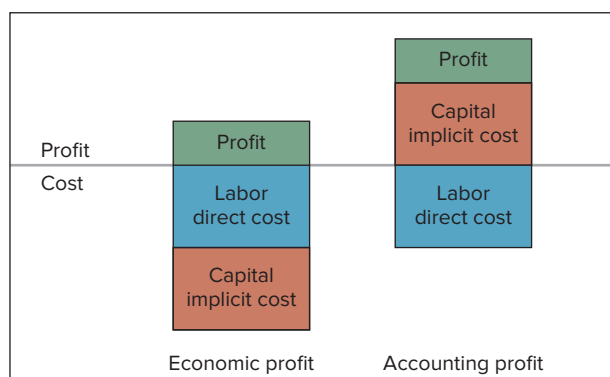 Profit
Capital
implicit cost
Profit
Profit
Cost
Labor
direct cost
Labor
direct cost
Capital
implicit cost
Economic profit
Accounting profit